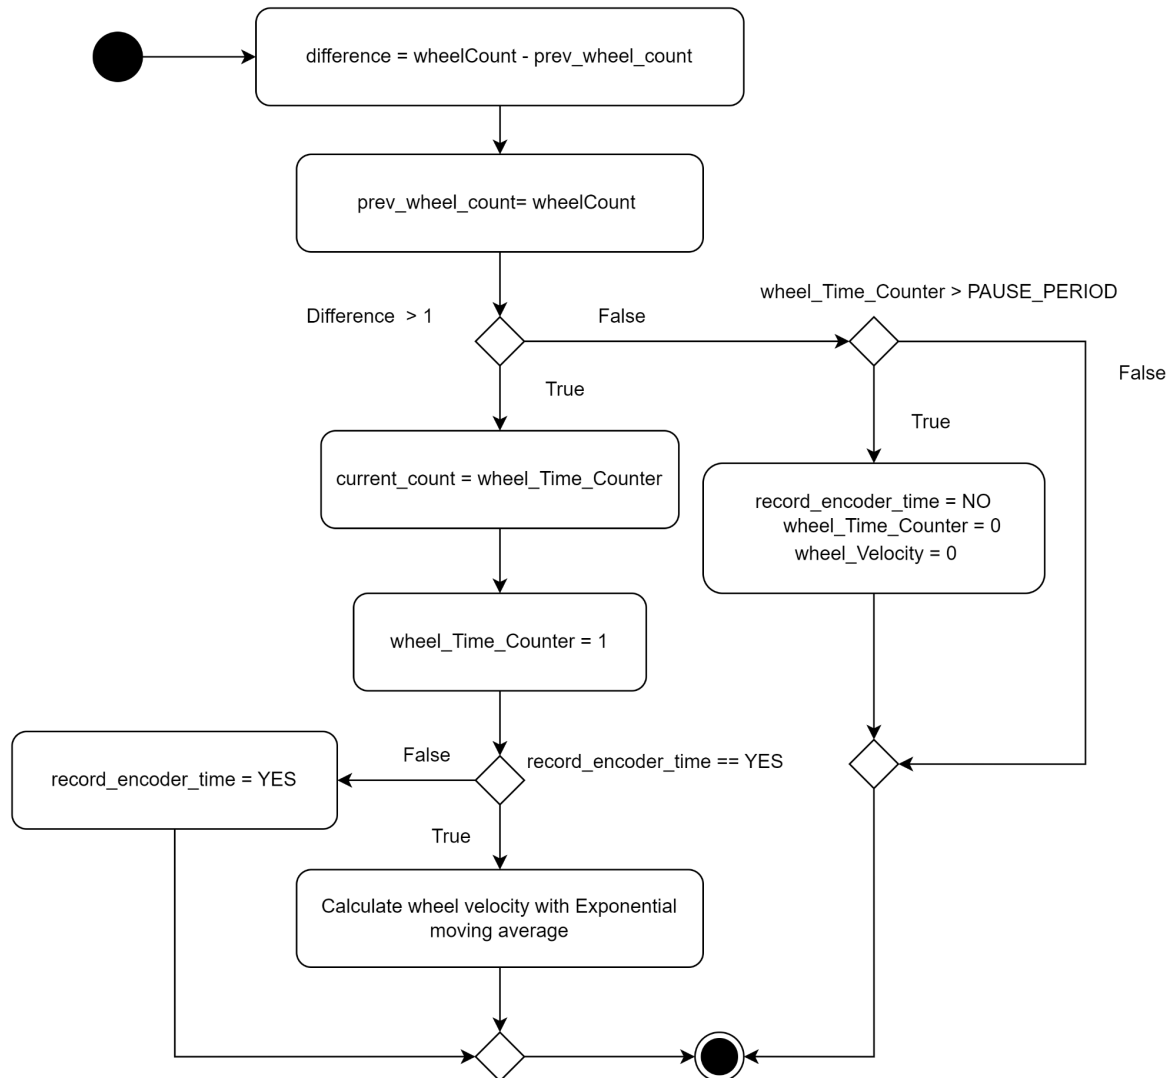 difference = wheelCount - prev_wheel_count
prev_wheel_count= wheelCount
wheel_Time_Counter > PAUSE_PERIOD
Difference  > 1
False
False
True
True
current_count = wheel_Time_Counter
record_encoder_time = NO
wheel_Time_Counter = 0
wheel_Velocity = 0
wheel_Time_Counter = 1
False
record_encoder_time == YES
record_encoder_time = YES
True
Calculate wheel velocity with Exponential
moving average